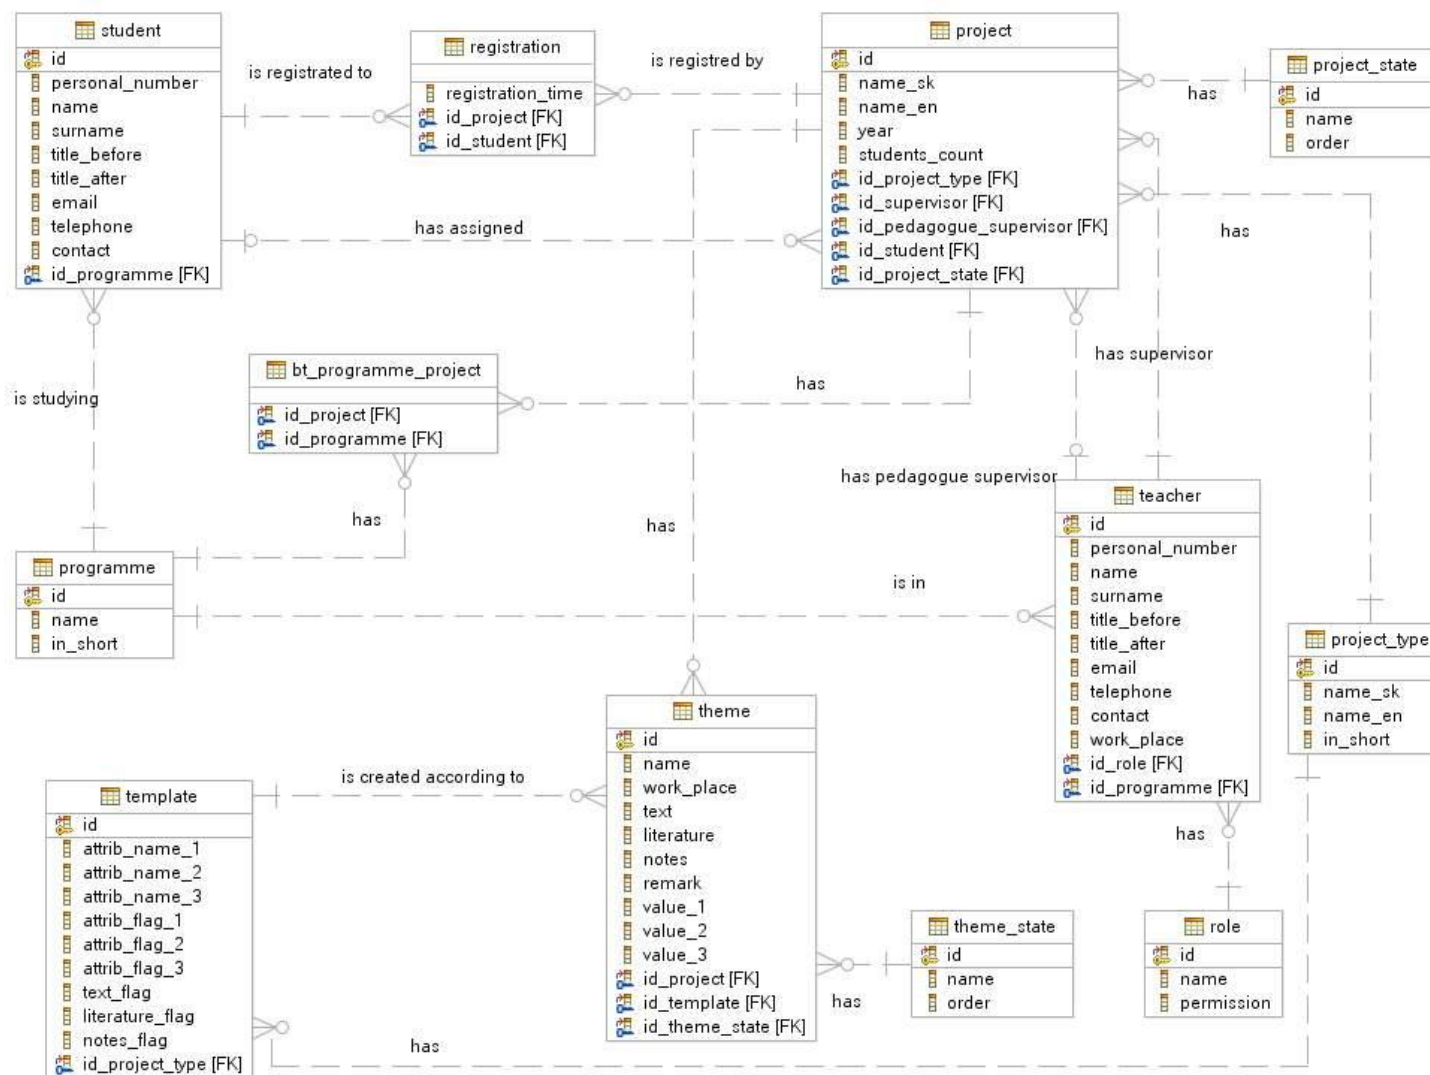 student
id
personal_number
name
surname
title_before
title_after
email
telephone
contact
id_programme [FK]
is registrated to
registration
registration_time
id_project [FK]
id_student [FK]
is registred by
project
id
name_sk
name_en
year
students_count
id_project_type [FK]
id_supervisor [FK]
id_pedagogue_supervisor [FK]
id_student [FK]
id_project_state [FK]
has
project_state
id
name
order
has assigned
has
has supervisor
is studying
bt_programme_project
id_project [FK]
id_programme [FK]
has
has pedagogue supervisor
has
has
programme
id
name
in_short
is in
teacher
id
personal_number
name
surname
title_before
title_after
email
telephone
contact
work_place
id_role [FK]
id_programme [FK]
project_type
id
name_sk
name_en
in_short
is created according to
theme
id
name
work_place
text
literature
notes
remark
value_1
value_2
value_3
id_project [FK]
id_template [FK]
id_theme_state [FK]
template
id
attrib_name_1
attrib_name_2
attrib_name_3
attrib_flag_1
attrib_flag_2
attrib_flag_3
text_flag
literature_flag
notes_flag
id_project_type [FK]
has
has
theme_state
id
name
order
has
role
id
name
permission